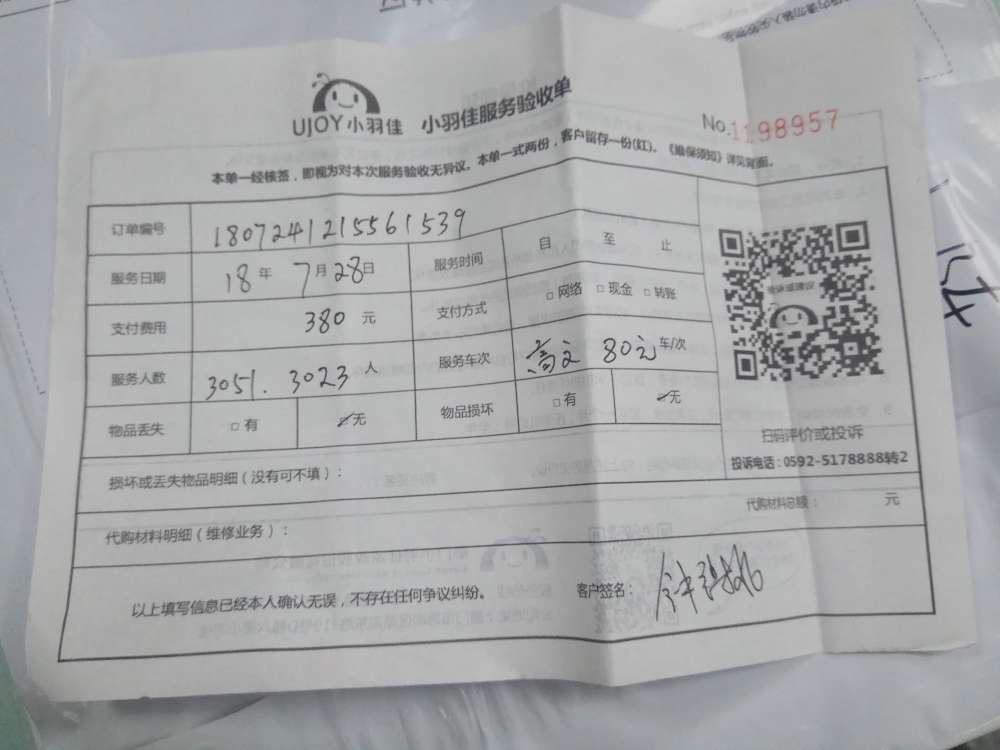 UJOY小羽佳 小羽佳服务验收单
No.1198957
本单一经核签，即视为对本次服务验收无异议。本单一式两份，客户留存一份(红)。《维保须知》详见背面。
订单编号 1807241215561539
服务日期 18年 7月28日 服务时间 自 至 止
支付费用 380 元 支付方式 □网络 □现金 □转账
服务人数 3051. 3023 人 服务车次 80元 车/次
物品丢失 □有 ☑无 物品损坏 □有 ☑无
扫码评价或投诉
投诉电话：0592-5178888转2
损坏或丢失物品明细（没有可不填）：
代购材料明细（维修业务）： 代购材料总额： 元
以上填写信息已经本人确认无误，不存在任何争议纠纷。 客户签名：